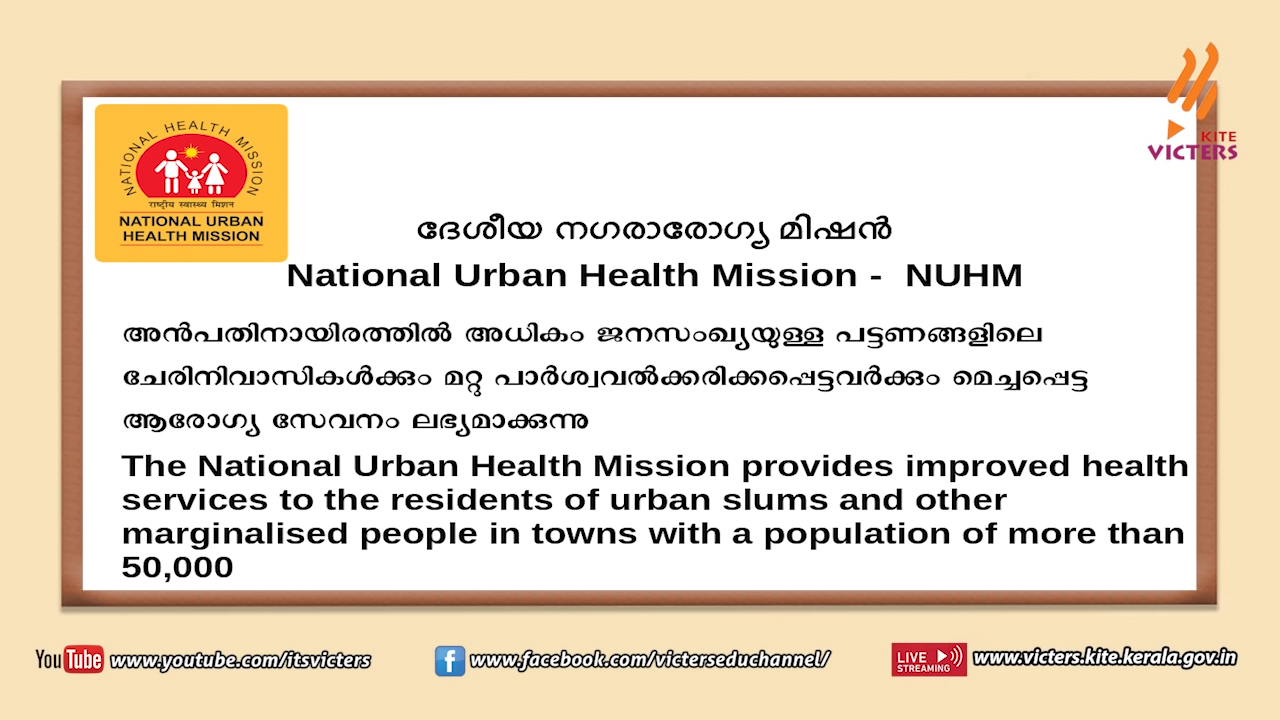 NATIONAL HEALTH MISSION
राष्ट्रीय स्वास्थ्य मिशन
NATIONAL URBAN
HEALTH MISSION
KITE
VICTERS
ദേശീയ നഗരാരോഗ്യ മിഷൻ
National Urban Health Mission - NUHM
അൻപതിനായിരത്തിൽ അധികം ജനസംഖ്യയുള്ള പട്ടണങ്ങളിലെ
ചേരിനിവാസികൾക്കും മറ്റു പാർശ്വവൽക്കരിക്കപ്പെട്ടവർക്കും മെച്ചപ്പെട്ട
ആരോഗ്യ സേവനം ലഭ്യമാക്കുന്നു
The National Urban Health Mission provides improved health
services to the residents of urban slums and other
marginalised people in towns with a population of more than
50,000
YouTube www.youtube.com/itsvicters
f www.facebook.com/victerseduchannel/
LIVE STREAMING www.victers.kite.kerala.gov.in